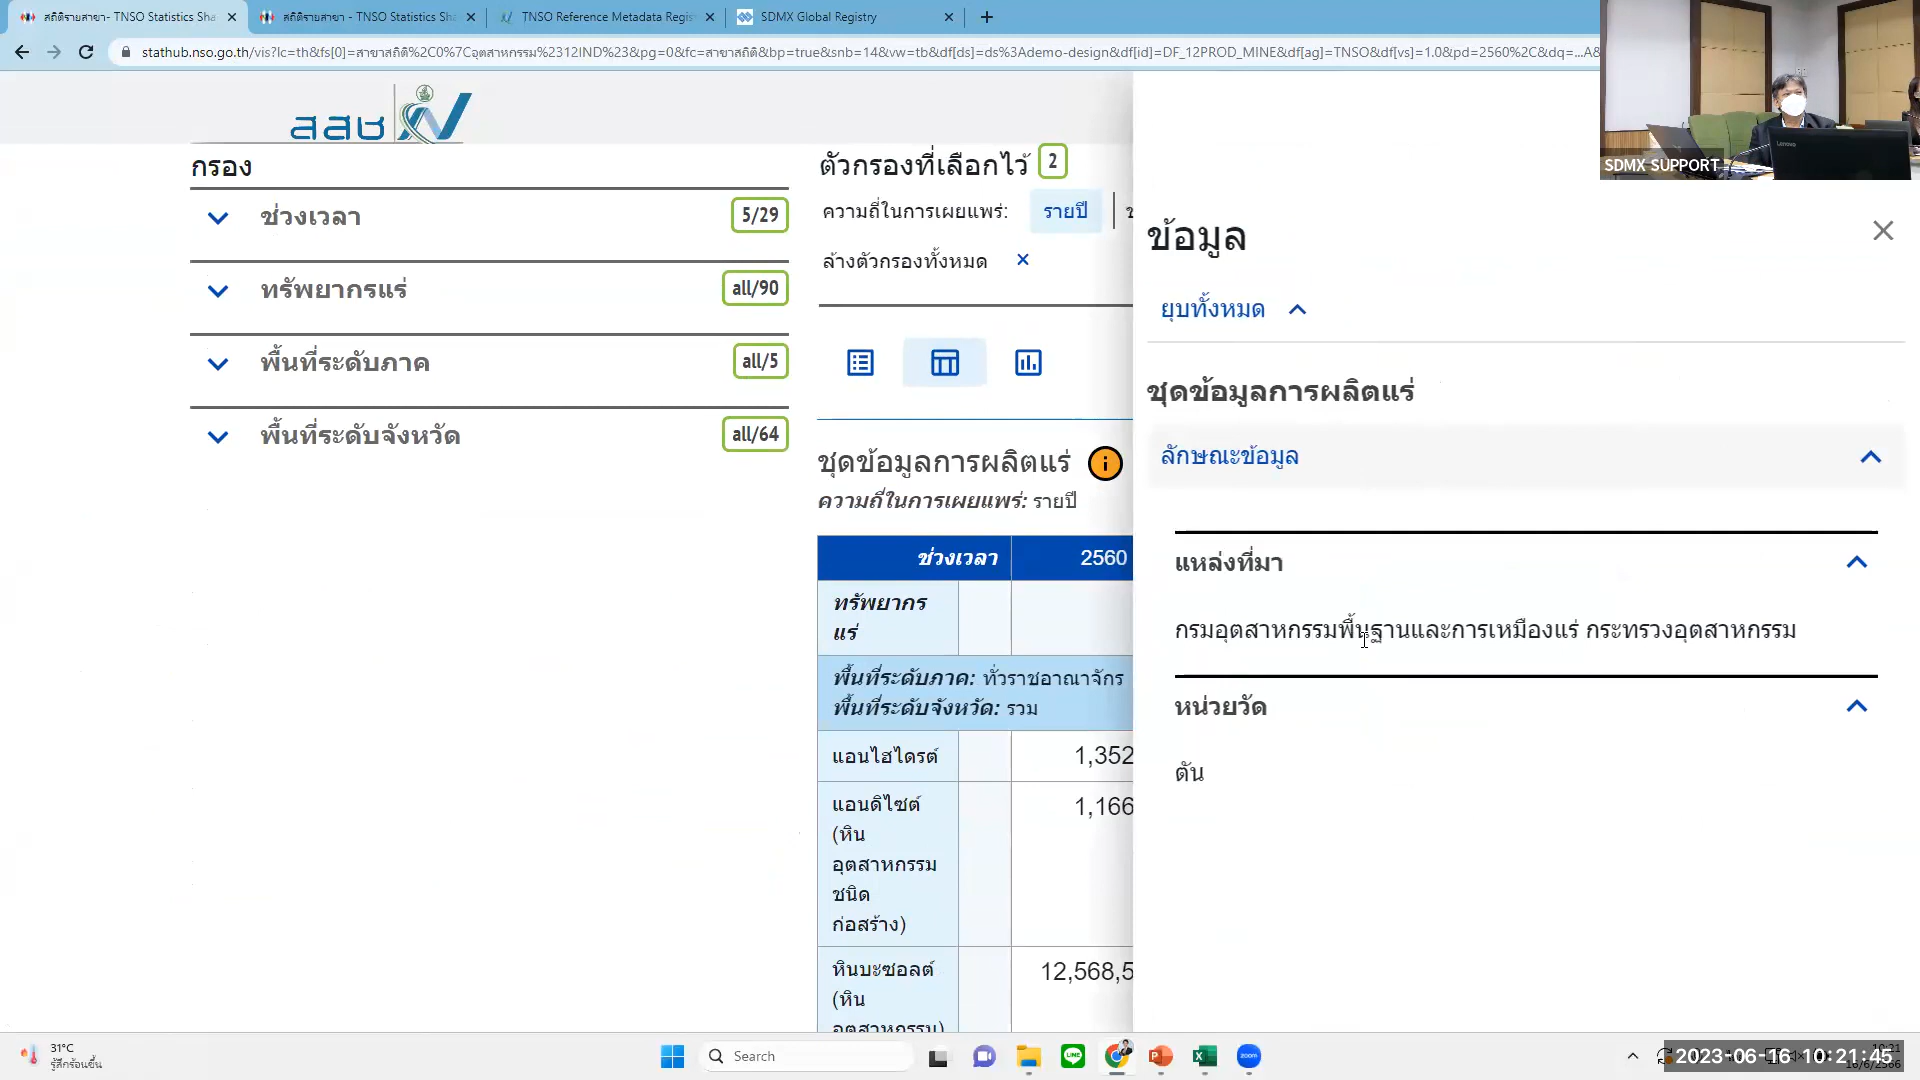 สถิติรายสาขา- TNSO Statistics Sha
สถิติรายสาขา - TNSO Statistics Sha
TNSO Reference Metadata Regis
SDMX Global Registry
stathub.nso.go.th/vis?lc=th&fs[0]=สาขาสถิติ%2C0%7Cอุตสาหกรรม%2312IND%23&pg=0&fc=สาขาสถิติ&bp=true&snb=14&vw=tb&df[ds]=ds%3Ademo-design&df[id]=DF_12PROD_MINE&df[ag]=TNSO&df[vs]=1.0&pd=2560%2C&dq=...A&
SDMX SUPPORT
Lenovo
สสช
กรอง
ช่วงเวลา 5/29
ทรัพยากรแร่ all/90
พื้นที่ระดับภาค all/5
พื้นที่ระดับจังหวัด all/64
ตัวกรองที่เลือกไว้ 2
ความถี่ในการเผยแพร่: รายปี
ล้างตัวกรองทั้งหมด
ชุดข้อมูลการผลิตแร่
ความถี่ในการเผยแพร่: รายปี
ช่วงเวลา 2560
ทรัพยากร
แร่
พื้นที่ระดับภาค: ทั่วราชอาณาจักร
พื้นที่ระดับจังหวัด: รวม
แอนไฮไดรต์ 1,352
แอนดิไซต์ 1,166
(หิน
อุตสาหกรรม
ชนิด
ก่อสร้าง)
หินบะซอลต์ 12,568,5
(หิน
อุตสาหกรรม)
ข้อมูล
ยุบทั้งหมด
ชุดข้อมูลการผลิตแร่
ลักษณะข้อมูล
แหล่งที่มา
กรมอุตสาหกรรมพื้นฐานและการเหมืองแร่ กระทรวงอุตสาหกรรม
หน่วยวัด
ตัน
31°C
รู้สึกร้อนขึ้น
Search
LINE
zoom
2023-06-16 10:21:45